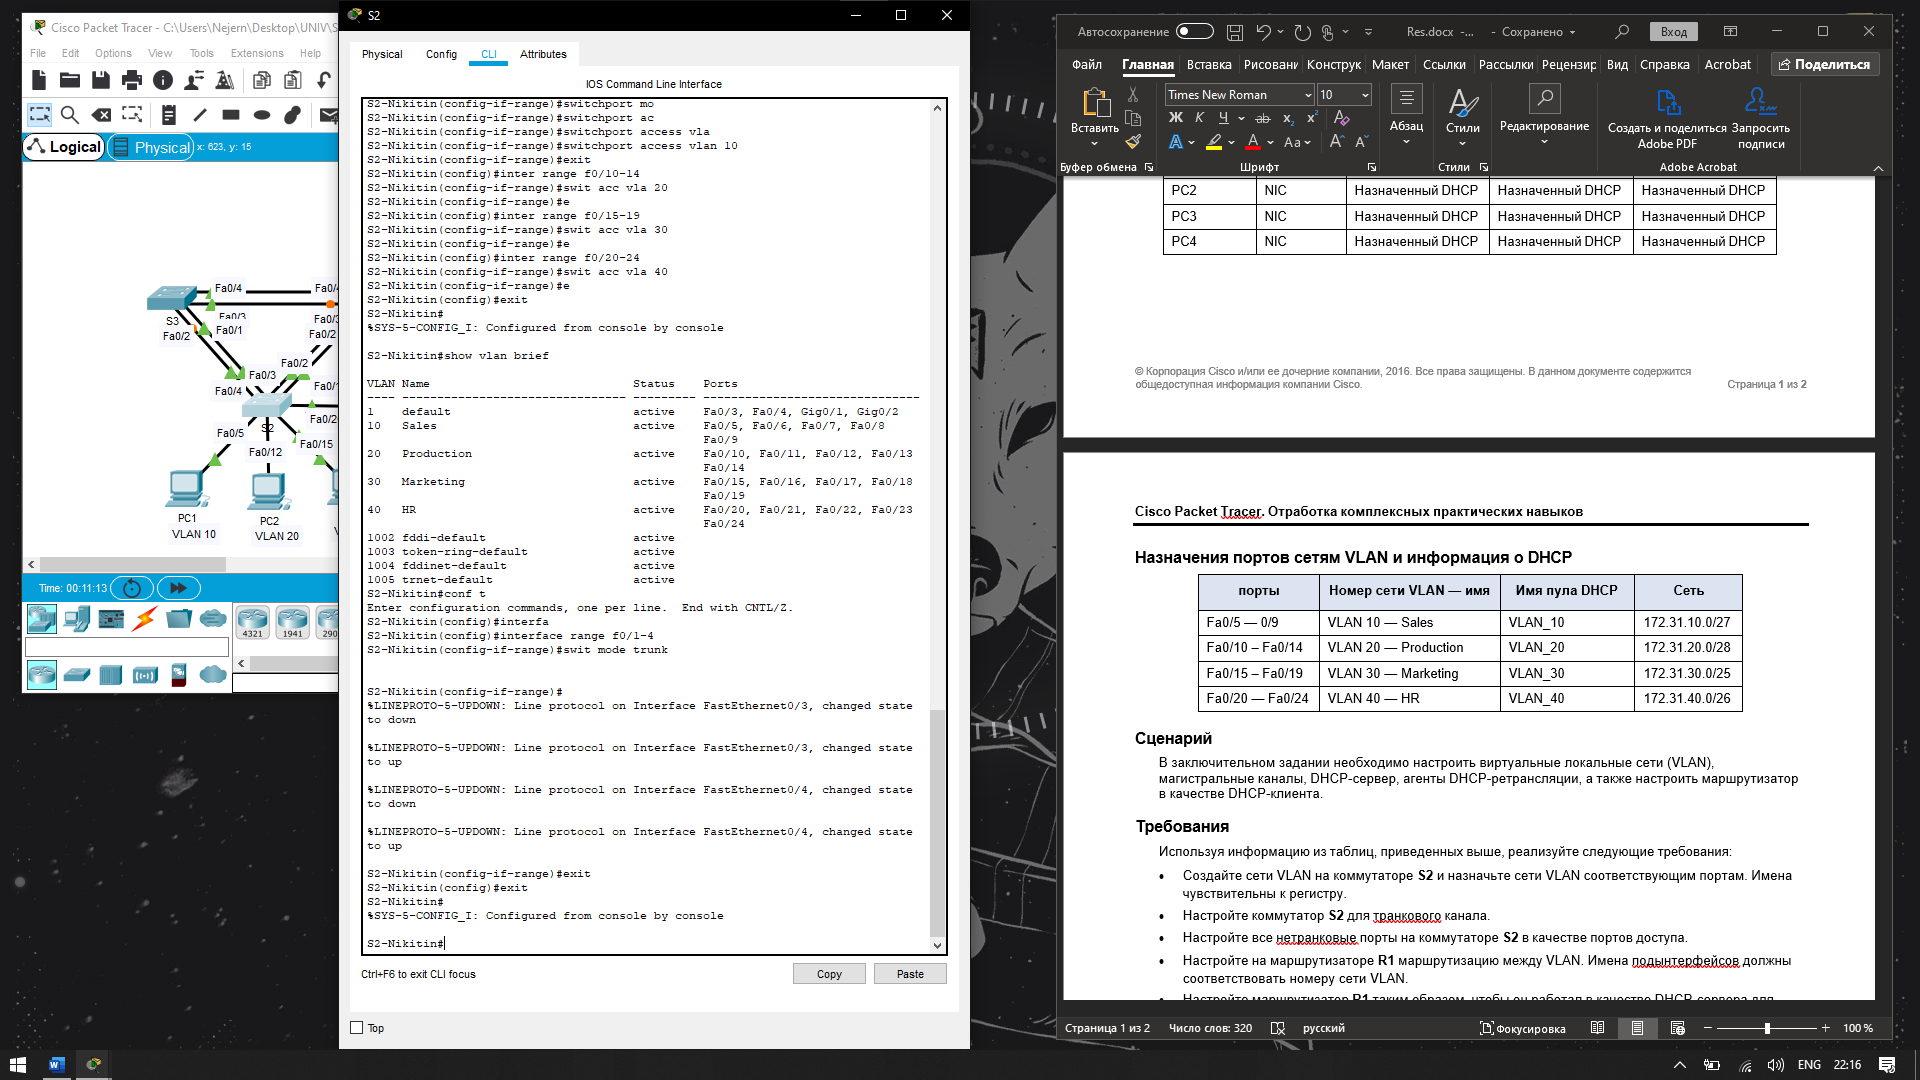 Cisco Packet Tracer - C:\Users\Nejern\Desktop\UNIV\S
File Edit Options View Tools Extensions Help
Logical
Physical
x: 623, y: 15
Fa0/4
Fa0/3
S3
Fa0/1
Fa0/2
Fa0/2
Fa0/2
Fa0/3
Fa0/4
S2
Fa0/5
Fa0/15
Fa0/12
PC1
VLAN 10
PC2
VLAN 20
Time: 00:11:13
4321
1941
290
S2
Physical Config CLI Attributes
IOS Command Line Interface
S2-Nikitin(config-if-range)#switchport mo
S2-Nikitin(config-if-range)#switchport ac
S2-Nikitin(config-if-range)#switchport access vla
S2-Nikitin(config-if-range)#switchport access vlan 10
S2-Nikitin(config-if-range)#exit
S2-Nikitin(config)#inter range f0/10-14
S2-Nikitin(config-if-range)#swit acc vla 20
S2-Nikitin(config-if-range)#e
S2-Nikitin(config)#inter range f0/15-19
S2-Nikitin(config-if-range)#swit acc vla 30
S2-Nikitin(config-if-range)#e
S2-Nikitin(config)#inter range f0/20-24
S2-Nikitin(config-if-range)#swit acc vla 40
S2-Nikitin(config-if-range)#e
S2-Nikitin(config)#exit
S2-Nikitin#
%SYS-5-CONFIG_I: Configured from console by console
S2-Nikitin#show vlan brief
VLAN Name Status Ports
---- -------------------------------- --------- -------------------------------
1 default active Fa0/3, Fa0/4, Gig0/1, Gig0/2
10 Sales active Fa0/5, Fa0/6, Fa0/7, Fa0/8
Fa0/9
20 Production active Fa0/10, Fa0/11, Fa0/12, Fa0/13
Fa0/14
30 Marketing active Fa0/15, Fa0/16, Fa0/17, Fa0/18
Fa0/19
40 HR active Fa0/20, Fa0/21, Fa0/22, Fa0/23
Fa0/24
1002 fddi-default active
1003 token-ring-default active
1004 fddinet-default active
1005 trnet-default active
S2-Nikitin#conf t
Enter configuration commands, one per line. End with CNTL/Z.
S2-Nikitin(config)#interfa
S2-Nikitin(config)#interface range f0/1-4
S2-Nikitin(config-if-range)#swit mode trunk
S2-Nikitin(config-if-range)#
%LINEPROTO-5-UPDOWN: Line protocol on Interface FastEthernet0/3, changed state
to down
%LINEPROTO-5-UPDOWN: Line protocol on Interface FastEthernet0/3, changed state
to up
%LINEPROTO-5-UPDOWN: Line protocol on Interface FastEthernet0/4, changed state
to down
%LINEPROTO-5-UPDOWN: Line protocol on Interface FastEthernet0/4, changed state
to up
S2-Nikitin(config-if-range)#exit
S2-Nikitin(config)#exit
S2-Nikitin#
%SYS-5-CONFIG_I: Configured from console by console
S2-Nikitin#
Ctrl+F6 to exit CLI focus
Copy
Paste
Top
Автосохранение
Res.docx -...
- Сохранено
Вход
Файл Главная Вставка Рисовани Конструк Макет Ссылки Рассылки Рецензир Вид Справка Acrobat Поделиться
Times New Roman 10
Вставить
Ж К Ч ab x₂ x²
Абзац
Стили
Редактирование
Создать и поделиться Adobe PDF
Запросить подписи
Буфер обмена Шрифт Стили Adobe Acrobat
PC2 NIC Назначенный DHCP Назначенный DHCP Назначенный DHCP
PC3 NIC Назначенный DHCP Назначенный DHCP Назначенный DHCP
PC4 NIC Назначенный DHCP Назначенный DHCP Назначенный DHCP
© Корпорация Cisco и/или ее дочерние компании, 2016. Все права защищены. В данном документе содержится
общедоступная информация компании Cisco. Страница 1 из 2
Cisco Packet Tracer. Отработка комплексных практических навыков
Назначения портов сетям VLAN и информация о DHCP
порты Номер сети VLAN — имя Имя пула DHCP Сеть
Fa0/5 — 0/9 VLAN 10 — Sales VLAN_10 172.31.10.0/27
Fa0/10 – Fa0/14 VLAN 20 — Production VLAN_20 172.31.20.0/28
Fa0/15 – Fa0/19 VLAN 30 — Marketing VLAN_30 172.31.30.0/25
Fa0/20 — Fa0/24 VLAN 40 — HR VLAN_40 172.31.40.0/26
Сценарий
В заключительном задании необходимо настроить виртуальные локальные сети (VLAN),
магистральные каналы, DHCP-сервер, агенты DHCP-ретрансляции, а также настроить маршрутизатор
в качестве DHCP-клиента.
Требования
Используя информацию из таблиц, приведенных выше, реализуйте следующие требования:
• Создайте сети VLAN на коммутаторе S2 и назначьте сети VLAN соответствующим портам. Имена
чувствительны к регистру.
• Настройте коммутатор S2 для транкового канала.
• Настройте все нетранковые порты на коммутаторе S2 в качестве портов доступа.
• Настройте на маршрутизаторе R1 маршрутизацию между VLAN. Имена подынтерфейсов должны
соответствовать номеру сети VLAN.
• Настройте маршрутизатор R1 таким образом, чтобы он работал в качестве DHCP-сервера для
Страница 1 из 2 Число слов: 320 русский Фокусировка 100 %
ENG 22:16